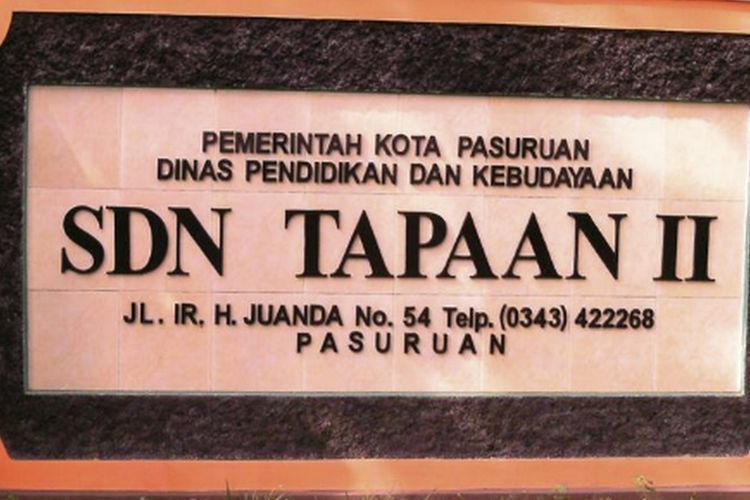 PEMERINTAH KOTA PASURUAN
DINAS PENDIDIKAN DAN KEBUDAYAAN
SDN TAPAAN II
JL. IR. H. JUANDA No. 54 Telp. (0343) 422268
PASURUAN